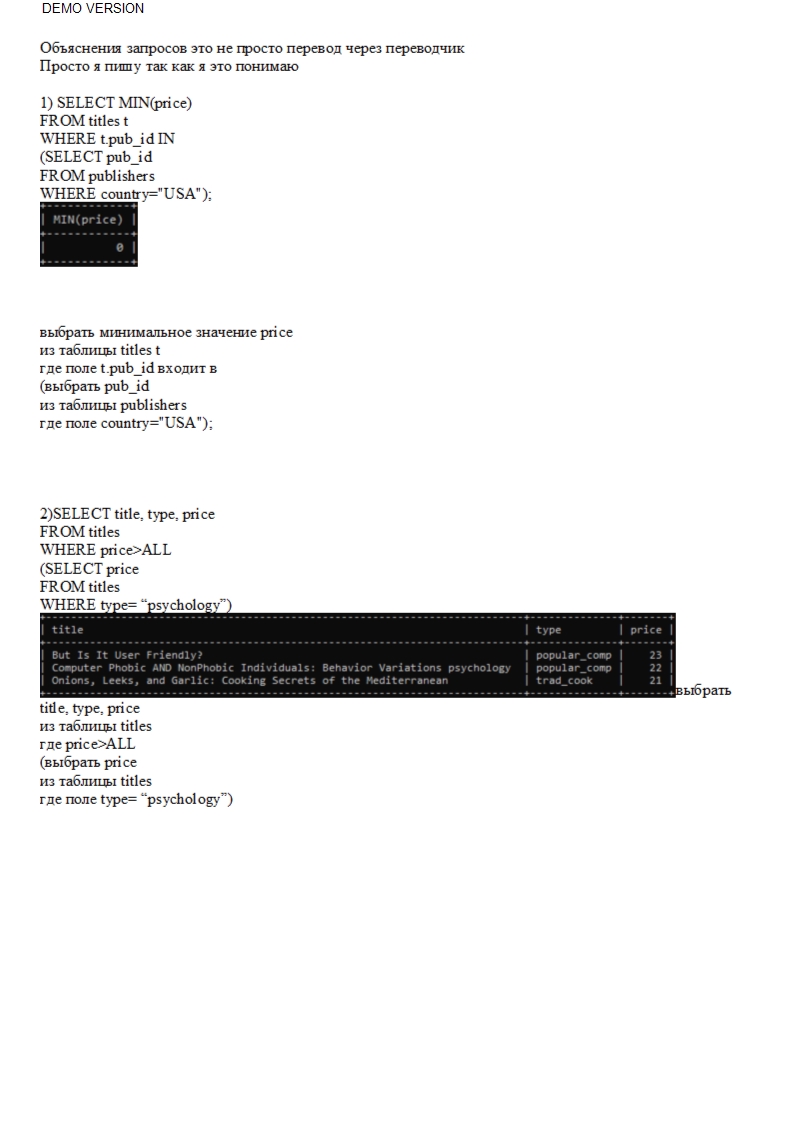 DEMO VERSION
Объяснения запросов это не просто перевод через переводчик
Просто я пишу так как я это понимаю
1) SELECT MIN(price)
FROM titles t
WHERE t.pub_id IN
(SELECT pub_id
FROM publishers
WHERE country="USA");
+------------+
| MIN(price) |
+------------+
| 0 |
+------------+
выбрать минимальное значение price
из таблицы titles t
где поле t.pub_id входит в
(выбрать pub_id
из таблицы publishers
где поле country="USA");
2)SELECT title, type, price
FROM titles
WHERE price>ALL
(SELECT price
FROM titles
WHERE type= “psychology”)
| title | type | price |
| But Is It User Friendly? | popular_comp | 23 |
| Computer Phobic AND NonPhobic Individuals: Behavior Variations psychology | popular_comp | 22 |
| Onions, Leeks, and Garlic: Cooking Secrets of the Mediterranean | trad_cook | 21 |
выбрать
title, type, price
из таблицы titles
где price>ALL
(выбрать price
из таблицы titles
где поле type= “psychology”)